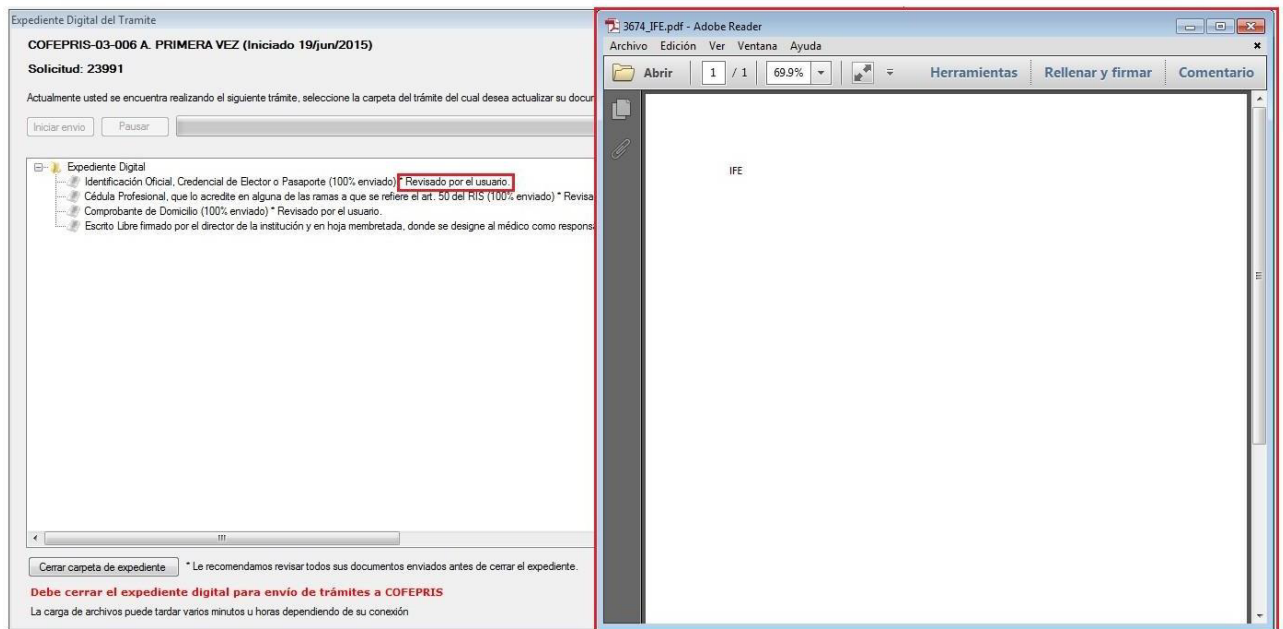 Expediente Digital del Tramite
COFEPRIS-03-006 A. PRIMERA VEZ (Iniciado 19/jun/2015)
Solicitud: 23991
Actualmente usted se encuentra realizando el siguiente trámite, seleccione la carpeta del trámite del cual desea actualizar su docur
Iniciar envio Pausar
Expediente Digital
Identificación Oficial, Credencial de Elector o Pasaporte (100% enviado) * Revisado por el usuario.
Cédula Profesional, que lo acredite en alguna de las ramas a que se refiere el art. 50 del RIS (100% enviado) * Revisa
Comprobante de Domicilio (100% enviado) * Revisado por el usuario.
Escrito Libre firmado por el director de la institución y en hoja membretada, donde se designe al médico como respons
Cerrar carpeta de expediente * Le recomendamos revisar todos sus documentos enviados antes de cerrar el expediente.
Debe cerrar el expediente digital para envío de trámites a COFEPRIS
La carga de archivos puede tardar varios minutos u horas dependiendo de su conexión
3674_IFE.pdf - Adobe Reader
Archivo Edición Ver Ventana Ayuda
Abrir 1 / 1 69.9% Herramientas Rellenar y firmar Comentario
IFE